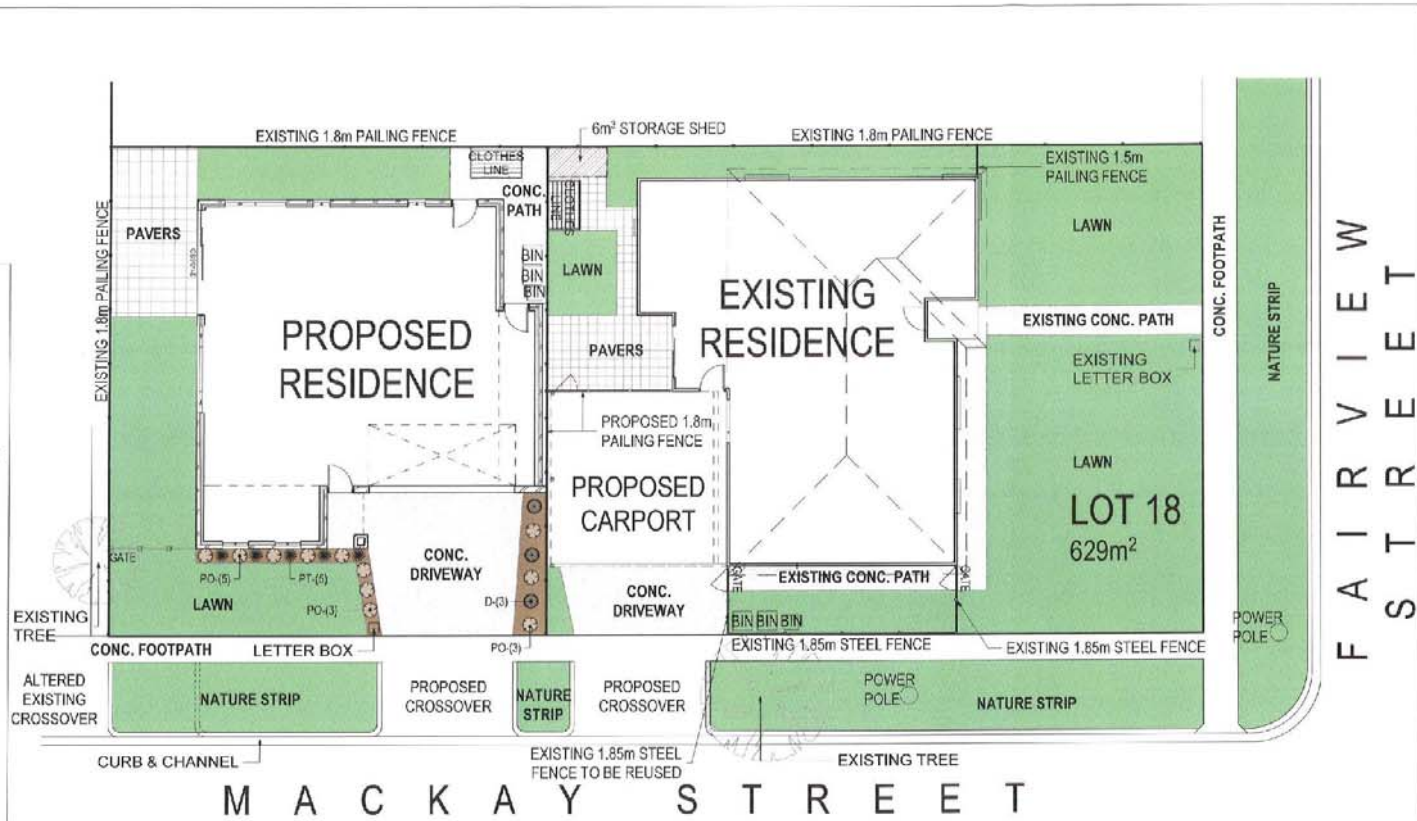 EXISTING 1.8m PAILING FENCE
6m² STORAGE SHED
EXISTING 1.8m PAILING FENCE
CLOTHES
LINE
EXISTING 1.5m
PAILING FENCE
CONC.
PATH
CLOTHES
LINE
LAWN
PAVERS
EXISTING 1.8m PAILING FENCE
BIN
BIN
BIN
LAWN
CONC. FOOTPATH
NATURE STRIP
FAIRVIEW
STREET
PROPOSED
RESIDENCE
EXISTING
RESIDENCE
EXISTING CONC. PATH
PAVERS
EXISTING
LETTER BOX
PROPOSED 1.8m
PAILING FENCE
LAWN
PROPOSED
CARPORT
LOT 18
629m²
GATE
CONC.
DRIVEWAY
PO-(5)
PT-(5)
LAWN
PO-(3)
D-(3)
CONC.
DRIVEWAY
GATE
EXISTING CONC. PATH
GATE
BIN BIN BIN
EXISTING
TREE
POWER
POLE
CONC. FOOTPATH
LETTER BOX
PO-(3)
EXISTING 1.85m STEEL FENCE
EXISTING 1.85m STEEL FENCE
ALTERED
EXISTING
CROSSOVER
NATURE STRIP
PROPOSED
CROSSOVER
NATURE
STRIP
PROPOSED
CROSSOVER
POWER
POLE
NATURE STRIP
CURB & CHANNEL
EXISTING 1.85m STEEL
FENCE TO BE REUSED
EXISTING TREE
MACKAY STREET